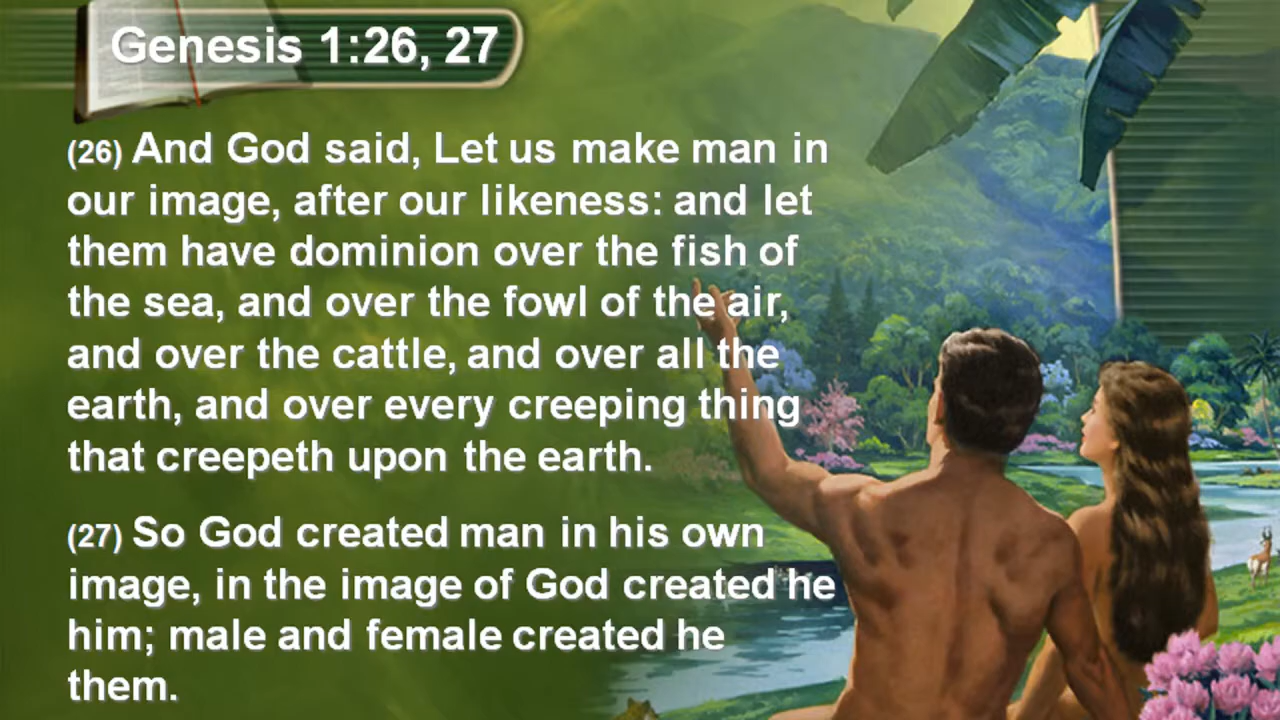 Genesis 1:26, 27
(26) And God said, Let us make man in
our image, after our likeness: and let
them have dominion over the fish of
the sea, and over the fowl of the air,
and over the cattle, and over all the
earth, and over every creeping thing
that creepeth upon the earth.
(27) So God created man in his own
image, in the image of God created he
him; male and female created he
them.